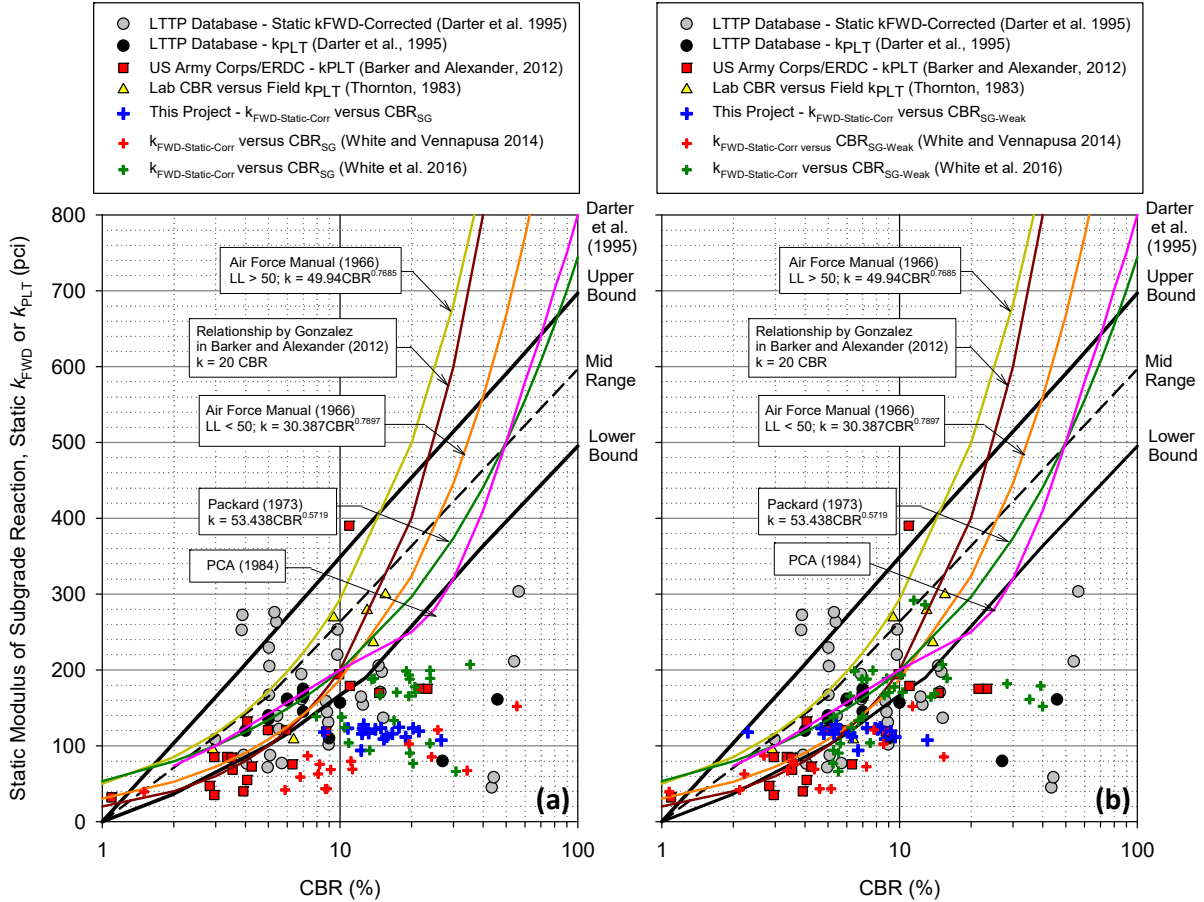 LTTP Database - Static kFWD-Corrected (Darter et al. 1995)
LTTP Database - kPLT (Darter et al., 1995)
US Army Corps/ERDC - kPLT (Barker and Alexander, 2012)
Lab CBR versus Field kPLT (Thornton, 1983)
This Project - kFWD-Static-Corr versus CBRSG
kFWD-Static-Corr versus CBRSG (White and Vennapusa 2014)
kFWD-Static-Corr versus CBRSG (White et al. 2016)
LTTP Database - Static kFWD-Corrected (Darter et al. 1995)
LTTP Database - kPLT (Darter et al., 1995)
US Army Corps/ERDC - kPLT (Barker and Alexander, 2012)
Lab CBR versus Field kPLT (Thornton, 1983)
This Project - kFWD-Static-Corr versus CBRSG-Weak
kFWD-Static-Corr versus CBRSG-Weak (White and Vennapusa 2014)
kFWD-Static-Corr versus CBRSG-Weak (White et al. 2016)
Static Modulus of Subgrade Reaction, Static kFWD or kPLT (pci)
800
700
600
500
400
300
200
100
0
Air Force Manual (1966)
LL > 50; k = 49.94CBR0.7685
Relationship by Gonzalez
in Barker and Alexander (2012)
k = 20 CBR
Air Force Manual (1966)
LL < 50; k = 30.387CBR0.7897
Packard (1973)
k = 53.438CBR0.5719
PCA (1984)
Darter
et al.
(1995)
Upper
Bound
Mid
Range
Lower
Bound
(a)
1
10
100
CBR (%)
Air Force Manual (1966)
LL > 50; k = 49.94CBR0.7685
Relationship by Gonzalez
in Barker and Alexander (2012)
k = 20 CBR
Air Force Manual (1966)
LL < 50; k = 30.387CBR0.7897
Packard (1973)
k = 53.438CBR0.5719
PCA (1984)
Darter
et al.
(1995)
Upper
Bound
Mid
Range
Lower
Bound
(b)
1
10
100
CBR (%)